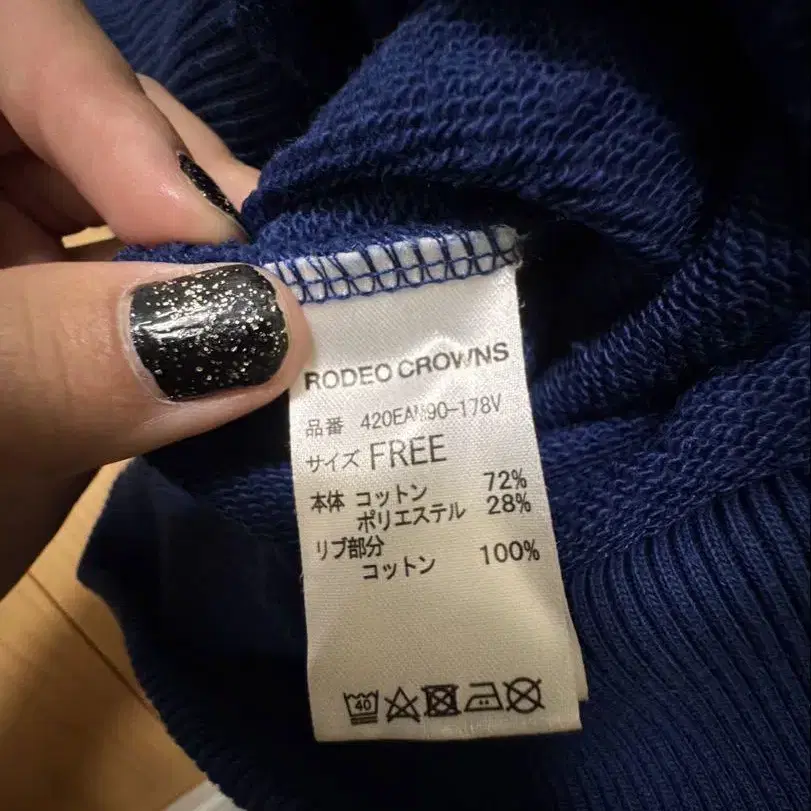 RODEO CROWNS
品番 420EAM90-178V
サイズ FREE
本体 コットン 72%
ポリエステル 28%
リブ部分
コットン 100%
40